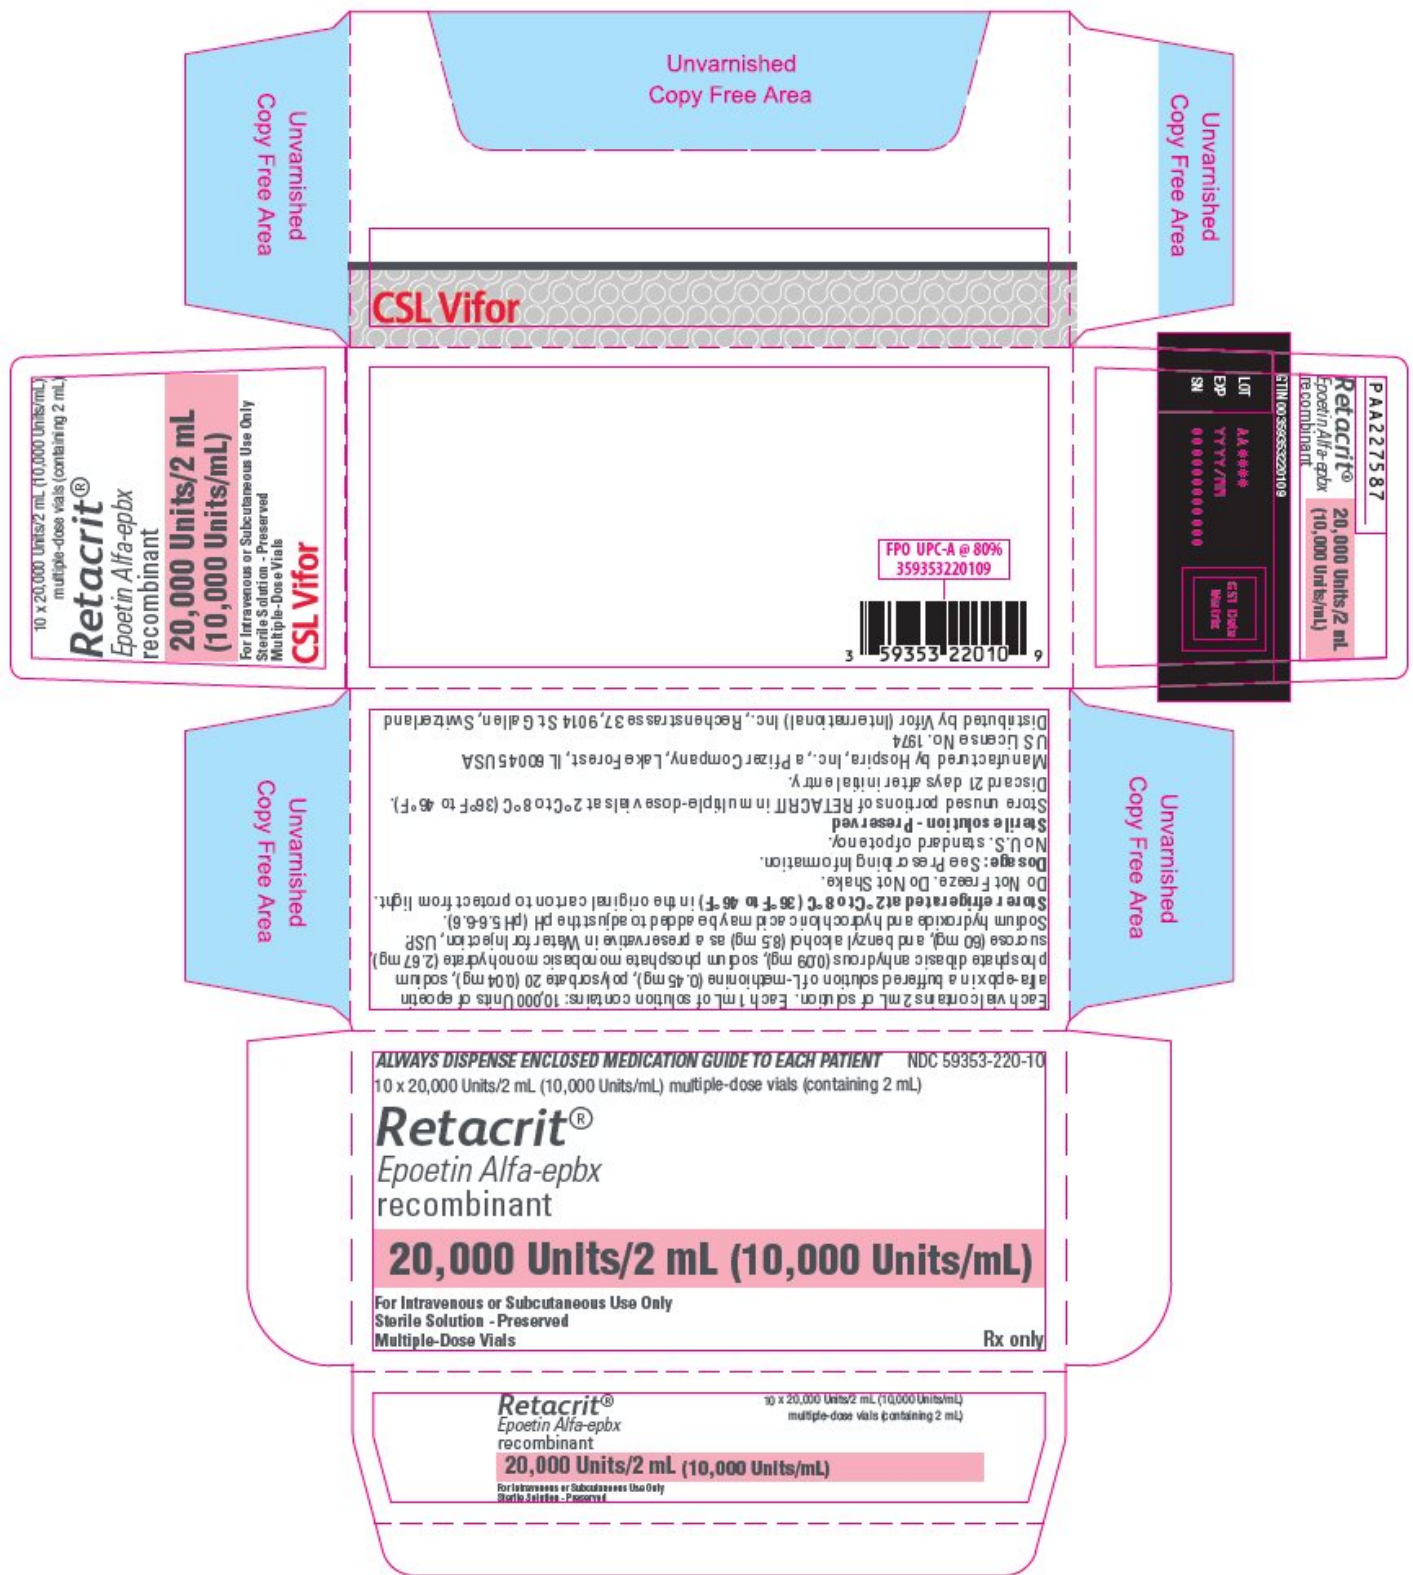 Unvarnished
Copy Free Area
Unvarnished
Copy Free Area
Unvarnished
Copy Free Area
CSL Vifor
10 x 20,000 Units/2 mL (10,000 Units/mL)
multiple-dose vials (containing 2 mL)
Retacrit®
Epoetin Alfa-epbx
recombinant
20,000 Units/2 mL
(10,000 Units/mL)
For Intravenous or Subcutaneous Use Only
Sterile Solution - Preserved
Multiple-Dose Vials
CSL Vifor
FPO UPC-A @ 80%
359353220109
3 59353 22010 9
PAA227587
Retacrit®
Epoetin Alfa-epbx
recombinant
20,000 Units/2 mL
(10,000 Units/mL)
GTIN 00359353220109
LOT AA****
EXP YYYY/MM
SN 000000000000
GS1 Data
Matrix
Unvarnished
Copy Free Area
Unvarnished
Copy Free Area
Each vial contains 2 mL of solution. Each 1 mL of solution contains: 10,000 Units of epoetin
alfa-epbx in a buffered solution of L-methionine (0.45 mg), polysorbate 20 (0.04 mg), sodium
phosphate dibasic anhydrous (0.09 mg), sodium phosphate monobasic monohydrate (2.67 mg),
sucrose (60 mg), and benzyl alcohol (8.5 mg) as a preservative in Water for Injection, USP.
Sodium hydroxide and hydrochloric acid may be added to adjust the pH (pH 5.6-6.6).
Store refrigerated at 2°C to 8°C (36°F to 46°F) in the original carton to protect from light.
Do Not Freeze. Do Not Shake.
Dosage: See Prescribing Information.
No U.S. standard of potency.
Sterile solution - Preserved
Store unused portions of RETACRIT in multiple-dose vials at 2°C to 8°C (36°F to 46°F).
Discard 21 days after initial entry.
Manufactured by Hospira, Inc., a Pfizer Company, Lake Forest, IL 60045 USA
US License No. 1974
Distributed by Vifor (International) Inc., Rechenstrasse 37, 9014 St Gallen, Switzerland
ALWAYS DISPENSE ENCLOSED MEDICATION GUIDE TO EACH PATIENT NDC 59353-220-10
10 x 20,000 Units/2 mL (10,000 Units/mL) multiple-dose vials (containing 2 mL)
Retacrit®
Epoetin Alfa-epbx
recombinant
20,000 Units/2 mL (10,000 Units/mL)
For Intravenous or Subcutaneous Use Only
Sterile Solution - Preserved
Multiple-Dose Vials Rx only
Retacrit® 10 x 20,000 Units/2 mL (10,000 Units/mL)
Epoetin Alfa-epbx multiple-dose vials (containing 2 mL)
recombinant
20,000 Units/2 mL (10,000 Units/mL)
For Intravenous or Subcutaneous Use Only
Sterile Solution - Preserved